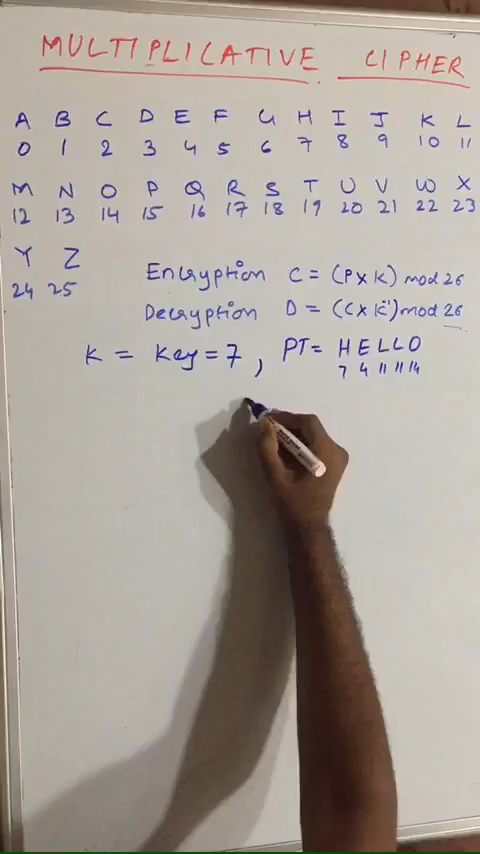 MULTIPLICATIVE CIPHER
A B C D E F G H I J K L
0 1 2 3 4 5 6 7 8 9 10 11
M N O P Q R S T U V W X
12 13 14 15 16 17 18 19 20 21 22 23
Y Z
24 25
Encryption C = (P x K) mod 26
Decryption D = (C x K⁻¹) mod 26
K = Key = 7, PT = HELLO
7 4 11 11 14